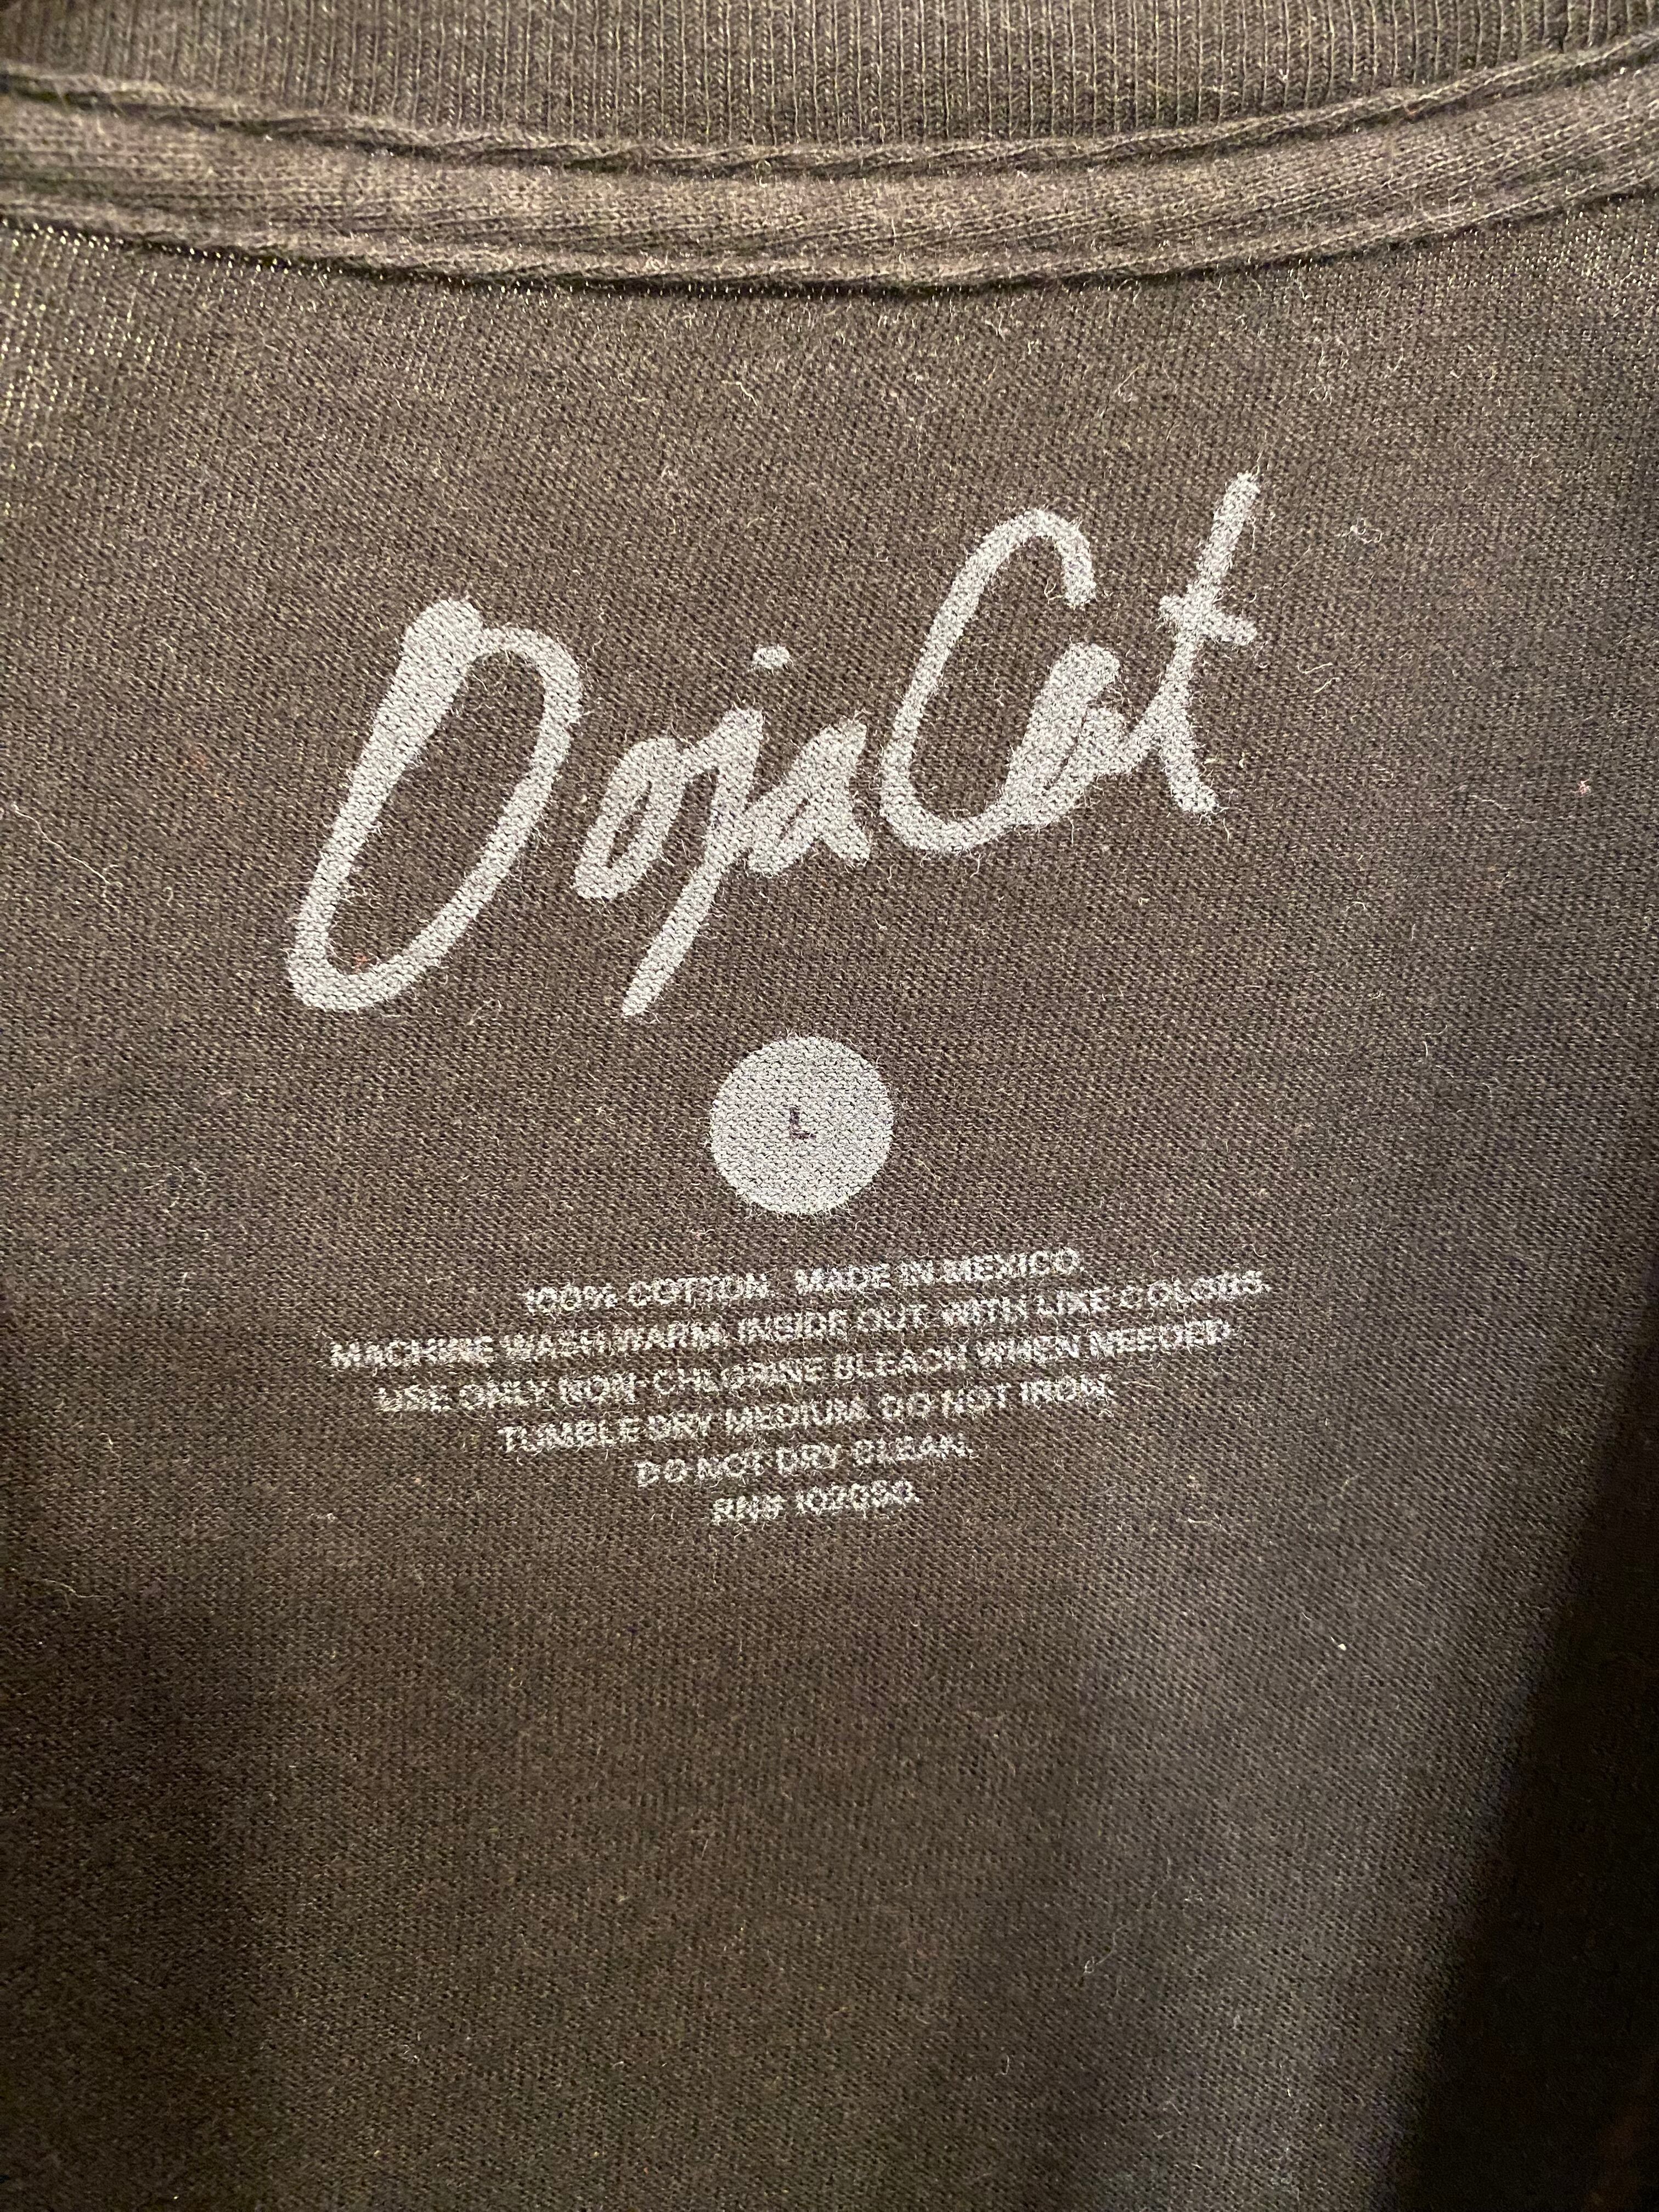 Doja Cat
L
100% COTTON. MADE IN MEXICO.
MACHINE WASH WARM, INSIDE OUT WITH LIKE COLORS.
USE ONLY NON-CHLORINE BLEACH WHEN NEEDED.
TUMBLE DRY MEDIUM. DO NOT IRON.
DO NOT DRY CLEAN.
RN#